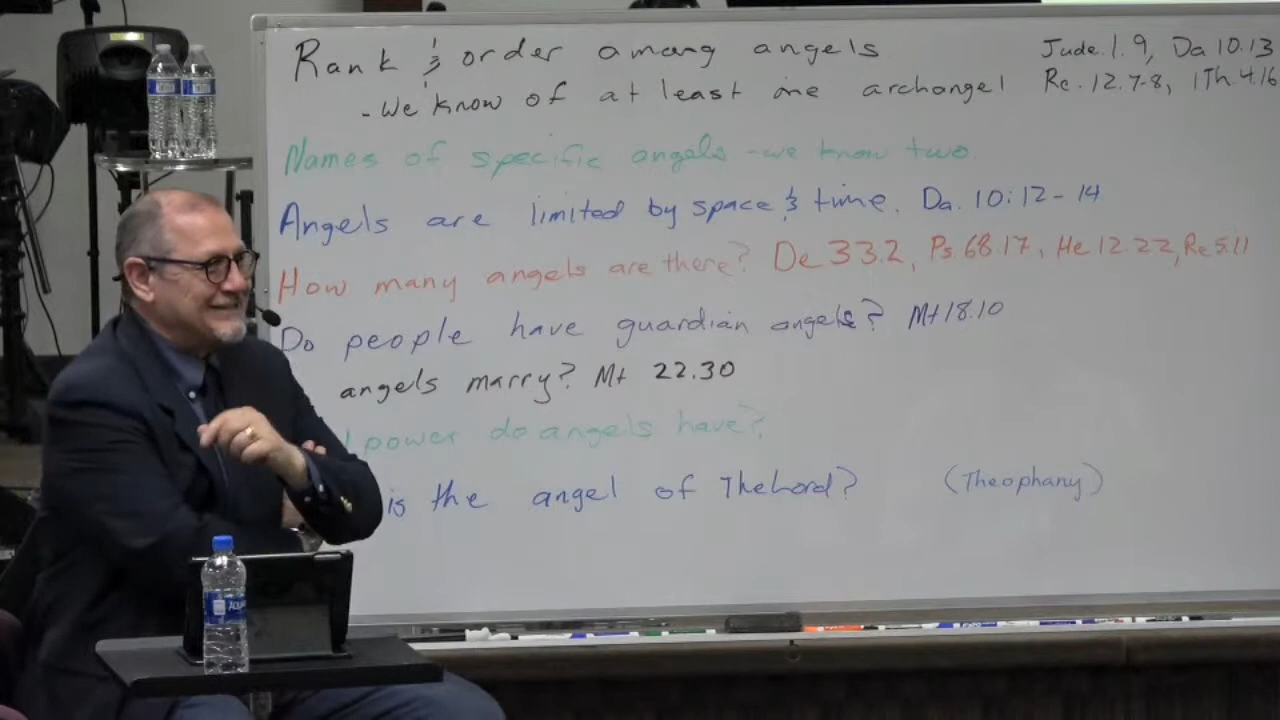 Rank & order among angels Jude.1.9, Da 10.13
- We know of at least one archangel Re. 12.7-8, 1Th.4.16
Names of specific angels - we know two.
Angels are limited by space & time. Da. 10:12-14
How many angels are there? De 33.2, Ps.68.17, He 12.22, Re 5.11
Do people have guardian angels? Mt 18.10
angels marry? Mt 22.30
power do angels have?
is the angel of The Lord? (Theophany)